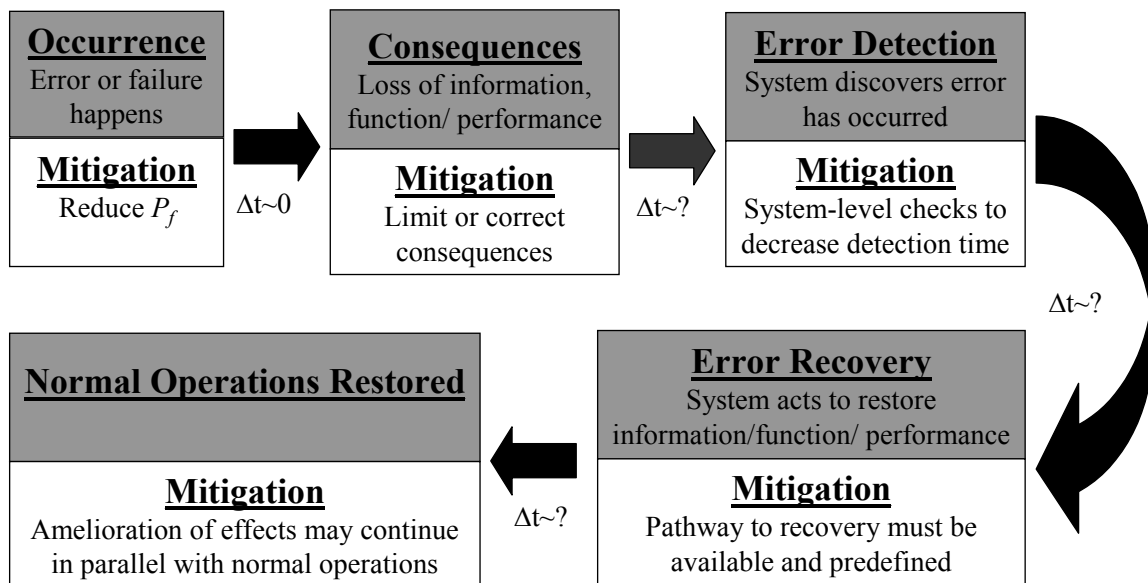 Occurrence
Error or failure
happens
Mitigation
Reduce P_f
Δt~0
Consequences
Loss of information,
function/ performance
Mitigation
Limit or correct
consequences
Δt~?
Error Detection
System discovers error
has occurred
Mitigation
System-level checks to
decrease detection time
Δt~?
Error Recovery
System acts to restore
information/function/ performance
Mitigation
Pathway to recovery must be
available and predefined
Δt~?
Normal Operations Restored
Mitigation
Amelioration of effects may continue
in parallel with normal operations